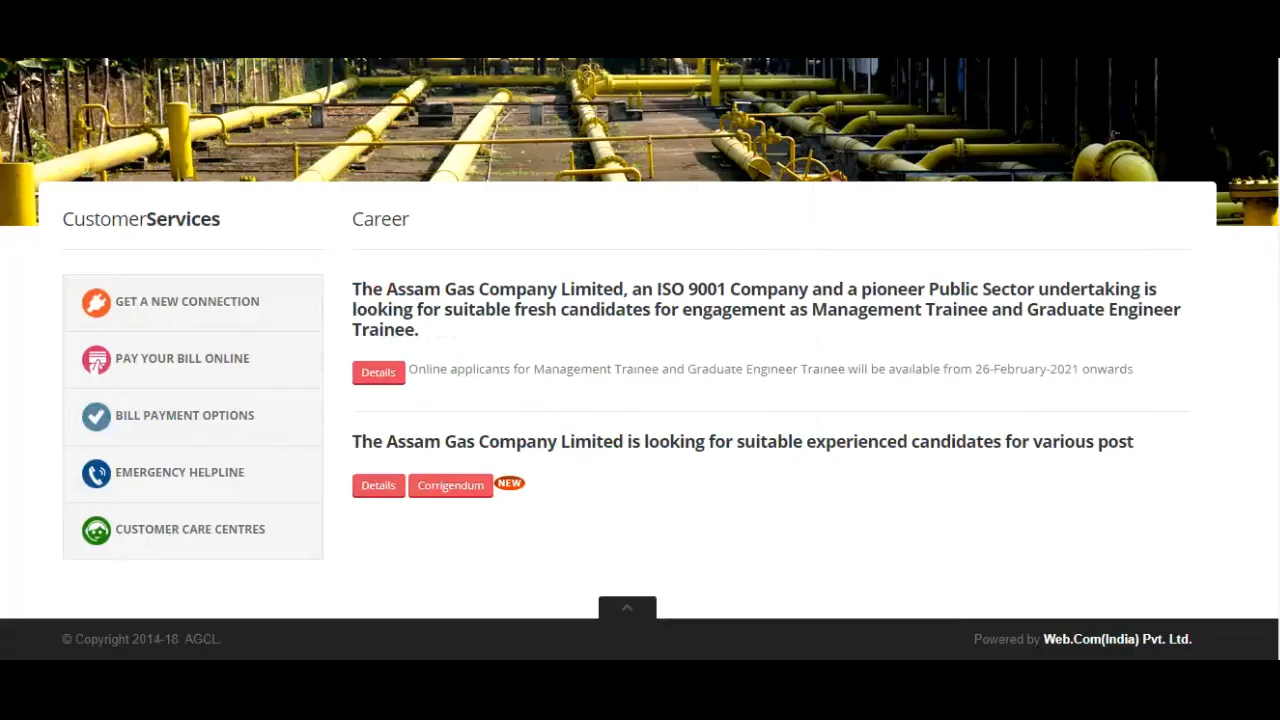 CustomerServices
Career
GET A NEW CONNECTION
PAY YOUR BILL ONLINE
BILL PAYMENT OPTIONS
EMERGENCY HELPLINE
CUSTOMER CARE CENTRES
The Assam Gas Company Limited, an ISO 9001 Company and a pioneer Public Sector undertaking is
looking for suitable fresh candidates for engagement as Management Trainee and Graduate Engineer
Trainee.
Details Online applicants for Management Trainee and Graduate Engineer Trainee will be available from 26-February-2021 onwards
The Assam Gas Company Limited is looking for suitable experienced candidates for various post
Details Corrigendum NEW
© Copyright 2014-18 AGCL.
Powered by Web.Com(India) Pvt. Ltd.